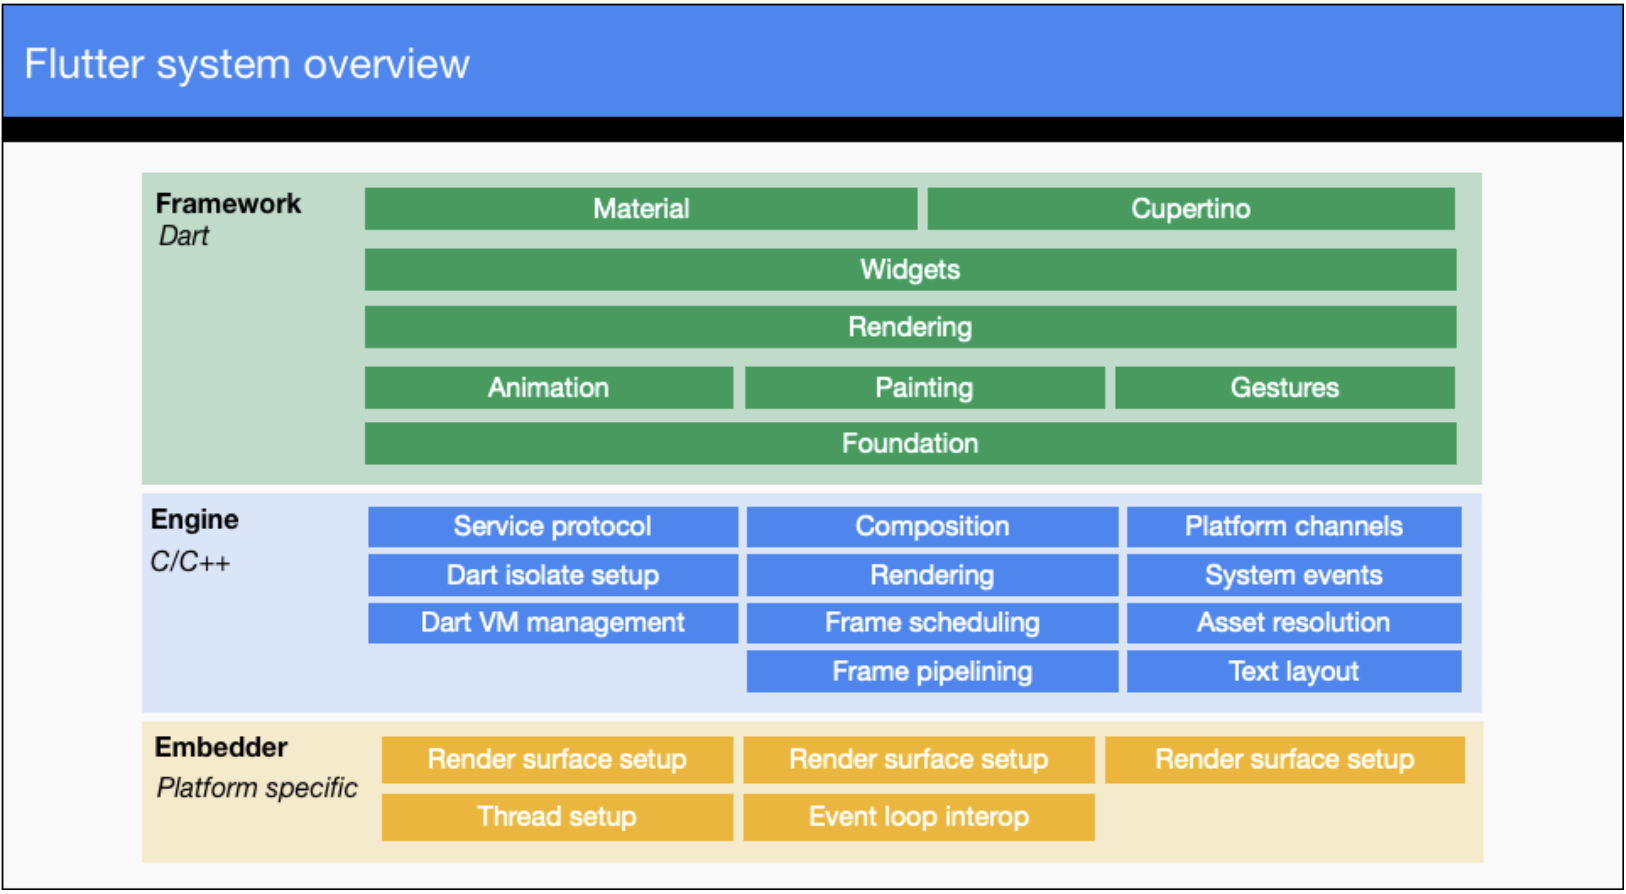 Flutter system overview
Framework
Dart
Material
Cupertino
Widgets
Rendering
Animation
Painting
Gestures
Foundation
Engine
C/C++
Service protocol
Composition
Platform channels
Dart isolate setup
Rendering
System events
Dart VM management
Frame scheduling
Asset resolution
Frame pipelining
Text layout
Embedder
Platform specific
Render surface setup
Render surface setup
Render surface setup
Thread setup
Event loop interop